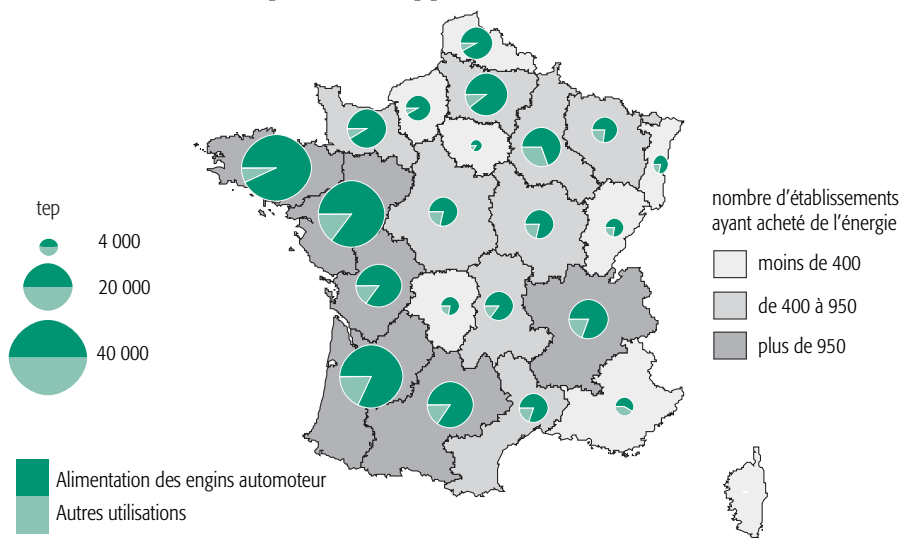 tep
4 000
20 000
40 000
Alimentation des engins automoteur
Autres utilisations
nombre d'établissements
ayant acheté de l'énergie
moins de 400
de 400 à 950
plus de 950